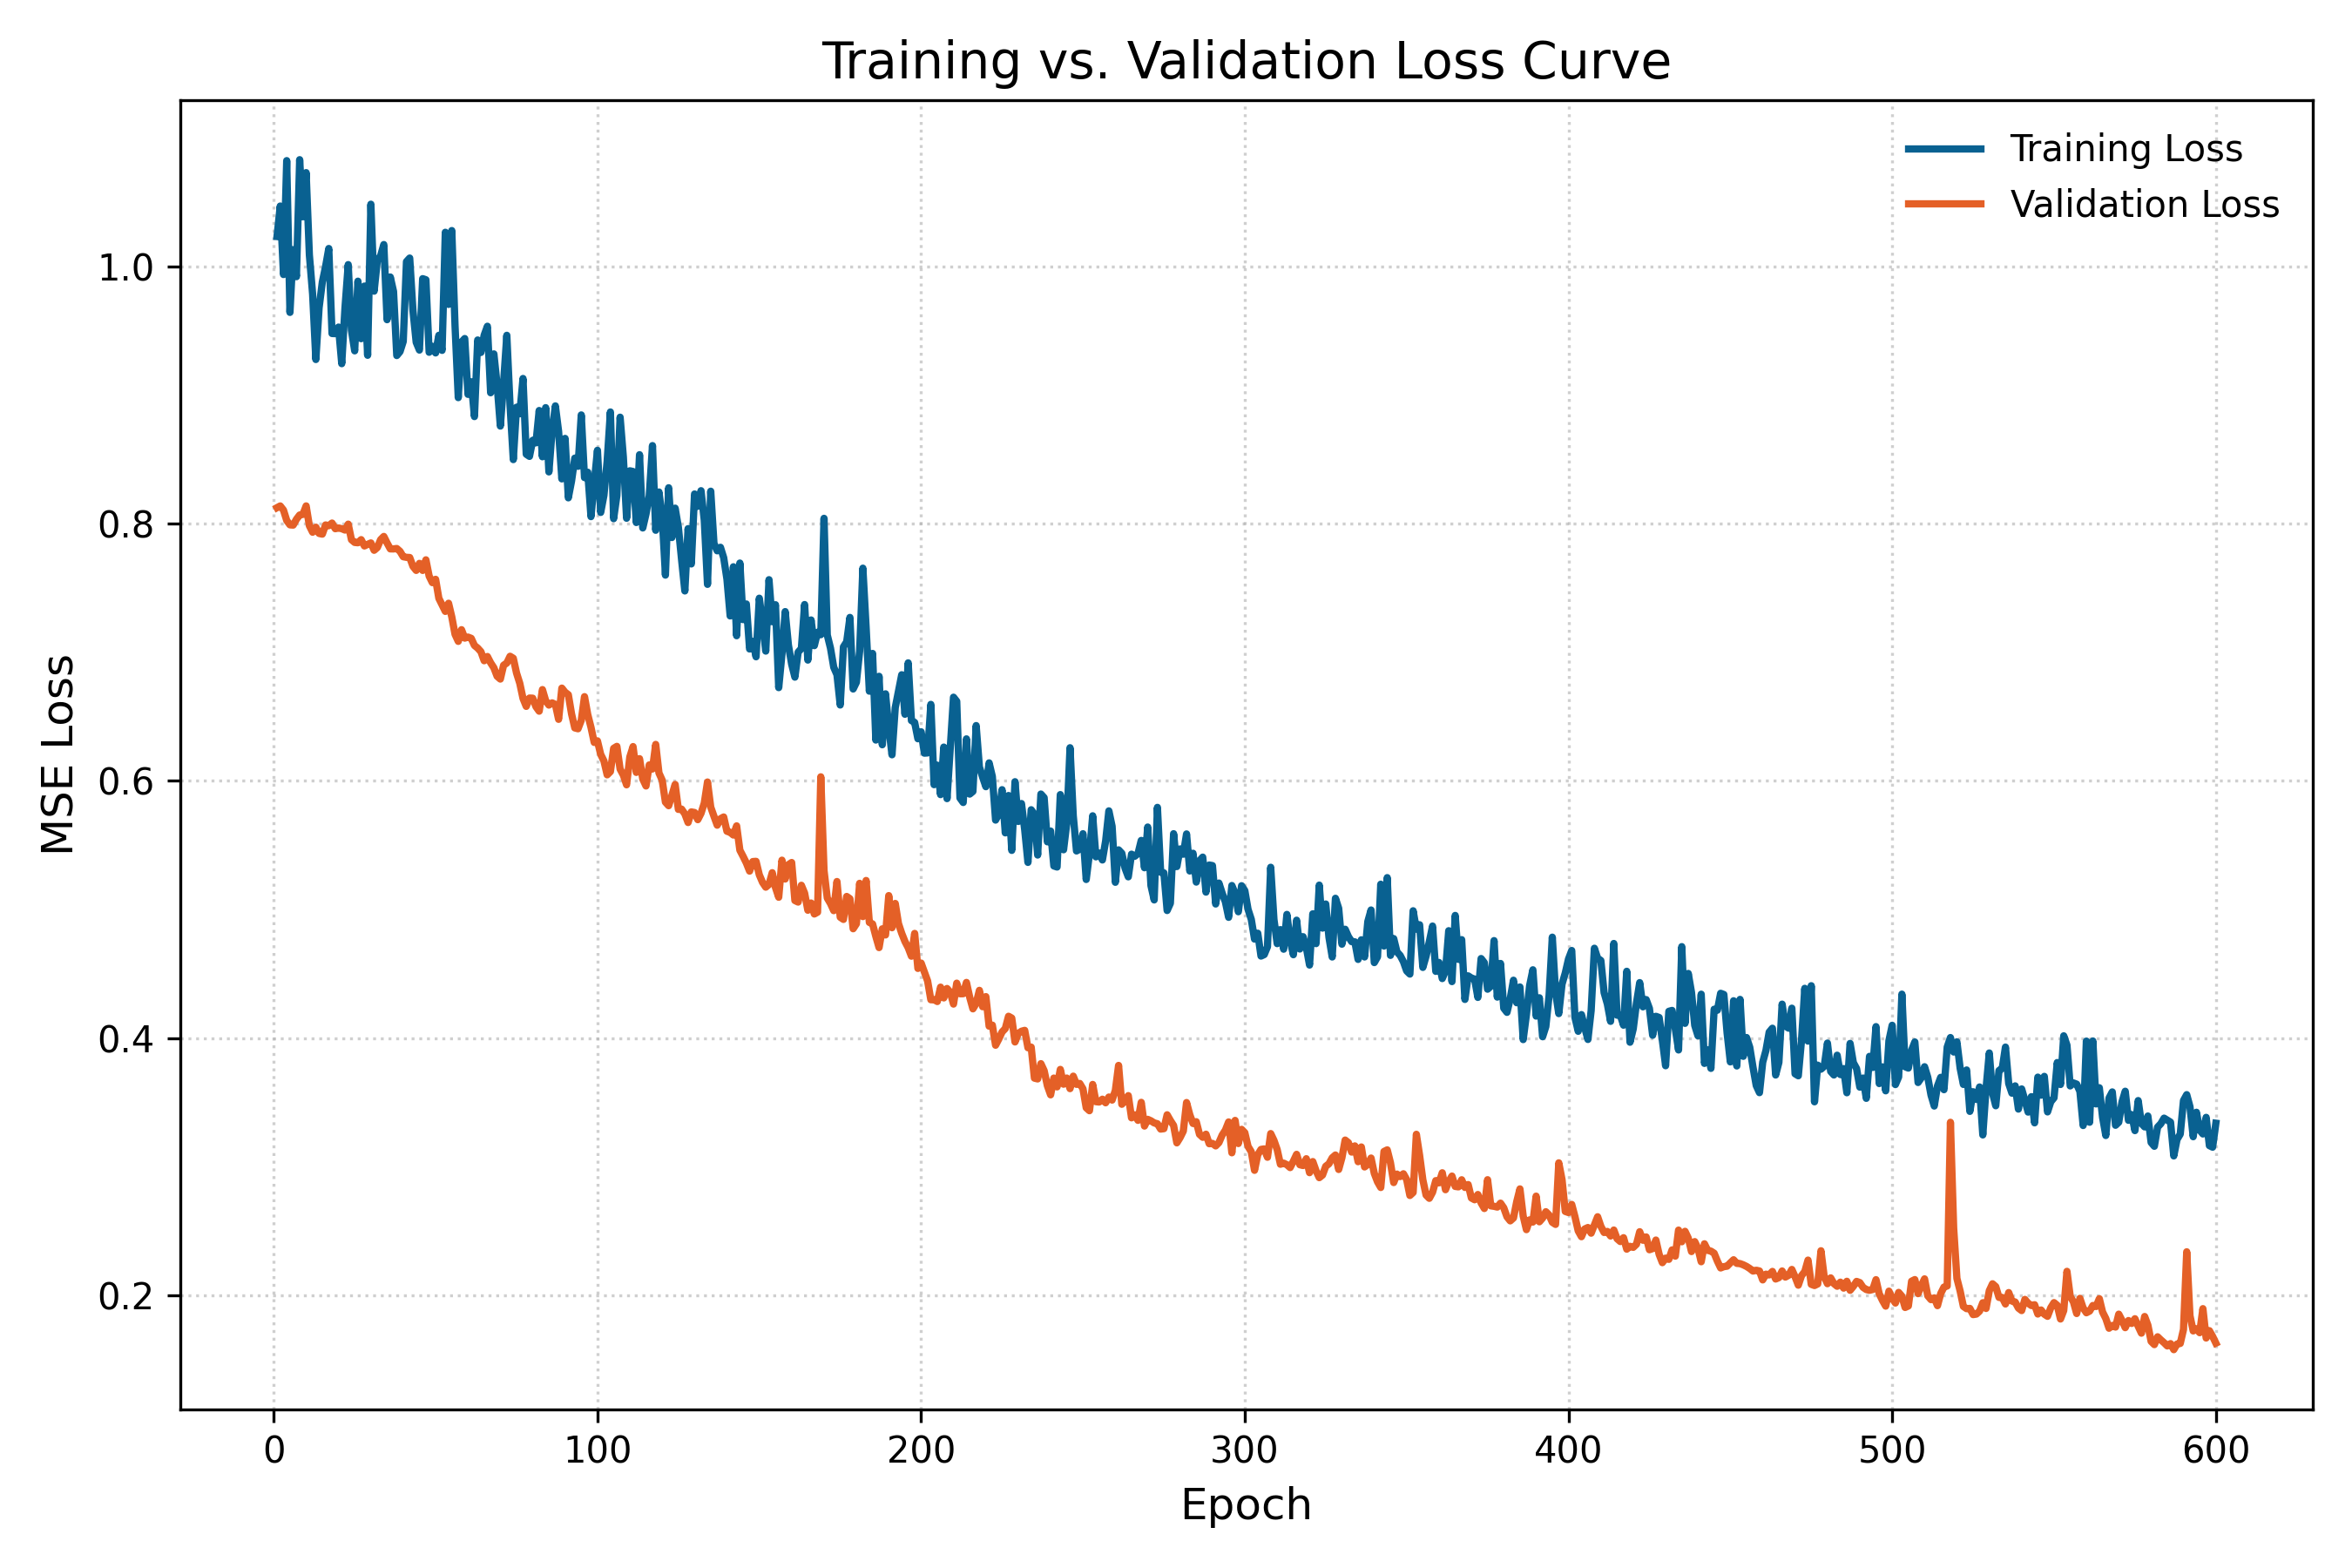 Training vs. Validation Loss Curve
Training Loss
Validation Loss
1.0
0.8
0.6
0.4
0.2
MSE Loss
0 100 200 300 400 500 600
Epoch